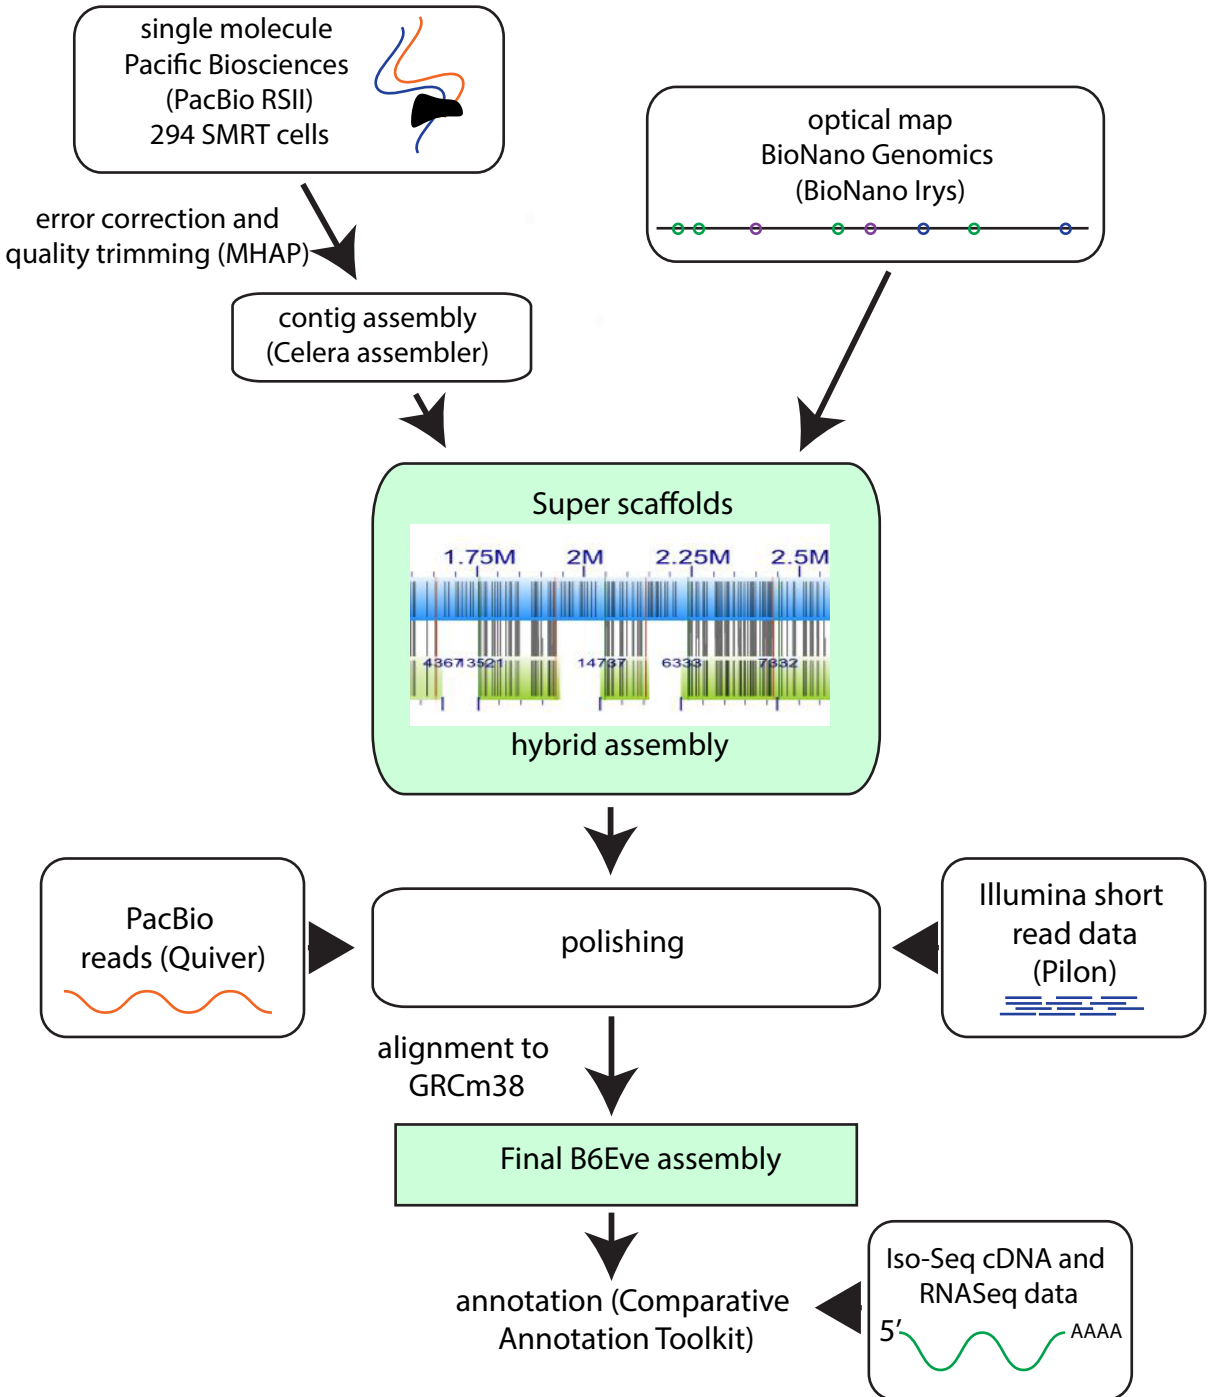 single molecule
Pacific Biosciences
(PacBio RSII)
294 SMRT cells
optical map
BioNano Genomics
(BioNano Irys)
error correction and
quality trimming (MHAP)
contig assembly
(Celera assembler)
Super scaffolds
1.75M 2M 2.25M 2.5M
4367 13521 14737 6333 7332
hybrid assembly
PacBio
reads (Quiver)
polishing
Illumina short
read data
(Pilon)
alignment to
GRCm38
Final B6Eve assembly
annotation (Comparative
Annotation Toolkit)
Iso-Seq cDNA and
RNASeq data
5′ AAAA